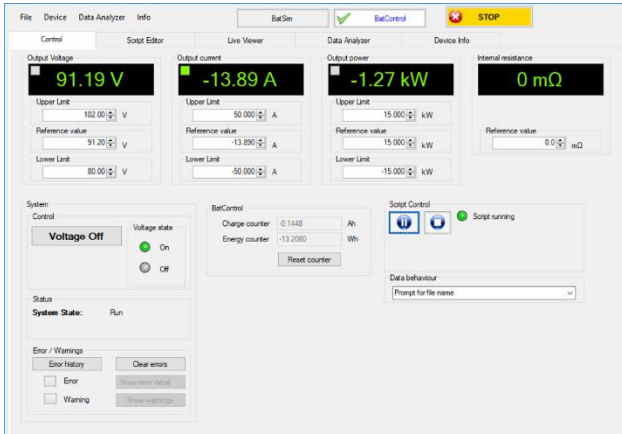 File Device Data Analyzer Info BatSim BatControl STOP
Control Script Editor Live Viewer Data Analyzer Device Info
Output Voltage Output current Output power Internal resistance
91.19 V -13.89 A -1.27 kW 0 mΩ
Upper Limit Upper Limit Upper Limit
102.00 V 50.000 A 15.000 kW
Reference value Reference value Reference value Reference value
91.20 V -13.890 A 15.000 kW 0.0 mΩ
Lower Limit Lower Limit Lower Limit
80.00 V -50.000 A -15.000 kW
System BatControl Script Control
Control
Voltage Off Voltage state Charge counter -0.1448 Ah Script running
On Energy counter -13.2080 Wh
Off Reset counter
Data behaviour
Prompt for file name
Status
System State: Run
Error / Warnings
Error history Clear errors
Error Show error detail
Warning Show warnings